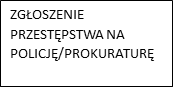 ZGŁOSZENIE
PRZESTĘPSTWA NA
POLICJĘ/PROKURATURĘ